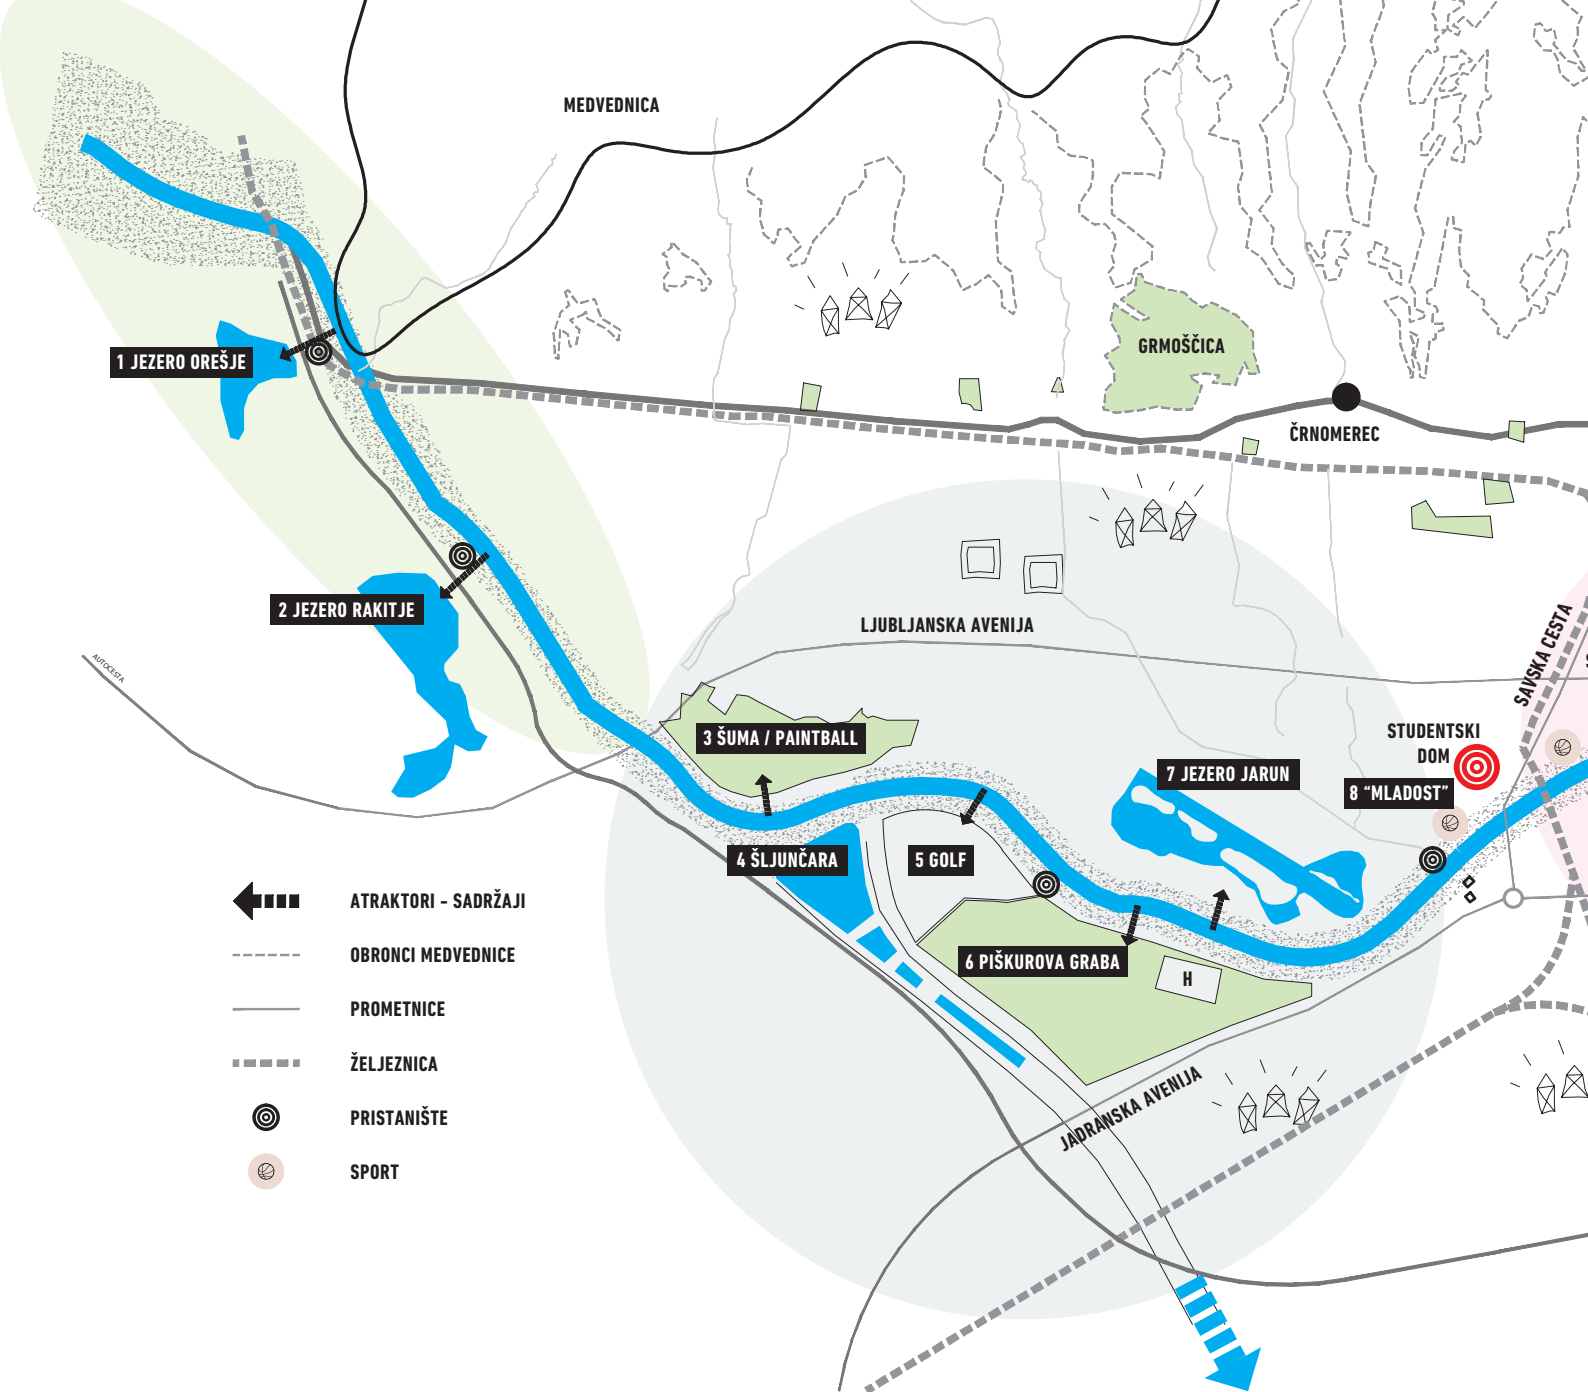 MEDVEDNICA
1 JEZERO OREŠJE
GRMOŠČICA
ČRNOMEREC
2 JEZERO RAKITJE
LJUBLJANSKA AVENIJA
SAVSKA CESTA
AUTOCESTA
3 ŠUMA / PAINTBALL
STUDENTSKI
DOM
7 JEZERO JARUN
8 “MLADOST”
4 ŠLJUNČARA
5 GOLF
6 PIŠKUROVA GRABA
H
JADRANSKA AVENIJA
ATRAKTORI - SADRŽAJI
OBRONCI MEDVEDNICE
PROMETNICE
ŽELJEZNICA
PRISTANIŠTE
SPORT